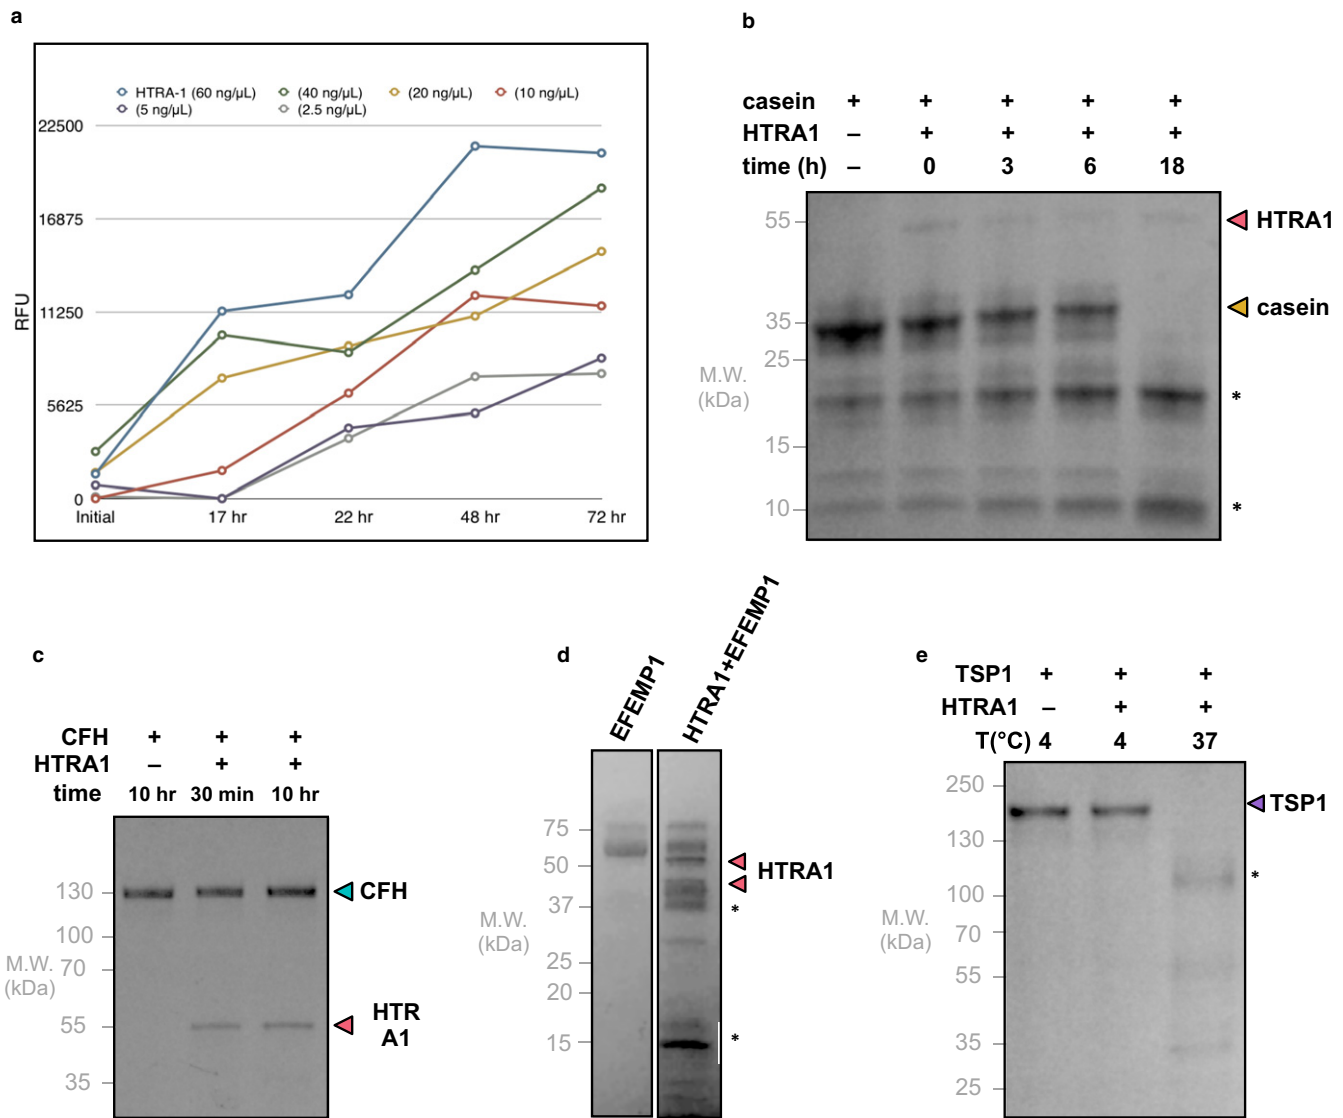 a
HTRA-1 (60 ng/µL) (40 ng/µL) (20 ng/µL) (10 ng/µL)
(5 ng/µL) (2.5 ng/µL)
22500
16875
11250
5625
0
RFU
Initial 17 hr 22 hr 48 hr 72 hr
b
casein + + + + +
HTRA1 – + + + +
time (h) – 0 3 6 18
55
35
25
15
10
M.W.
(kDa)
HTRA1
casein
*
*
c
CFH + + +
HTRA1 – + +
time 10 hr 30 min 10 hr
130
100
70
55
35
M.W.
(kDa)
CFH
HTR
A1
d
EFEMP1
HTRA1+EFEMP1
75
50
37
25
20
15
M.W.
(kDa)
HTRA1
*
*
e
TSP1 + + +
HTRA1 – + +
T(°C) 4 4 37
250
130
100
70
55
35
25
M.W.
(kDa)
TSP1
*